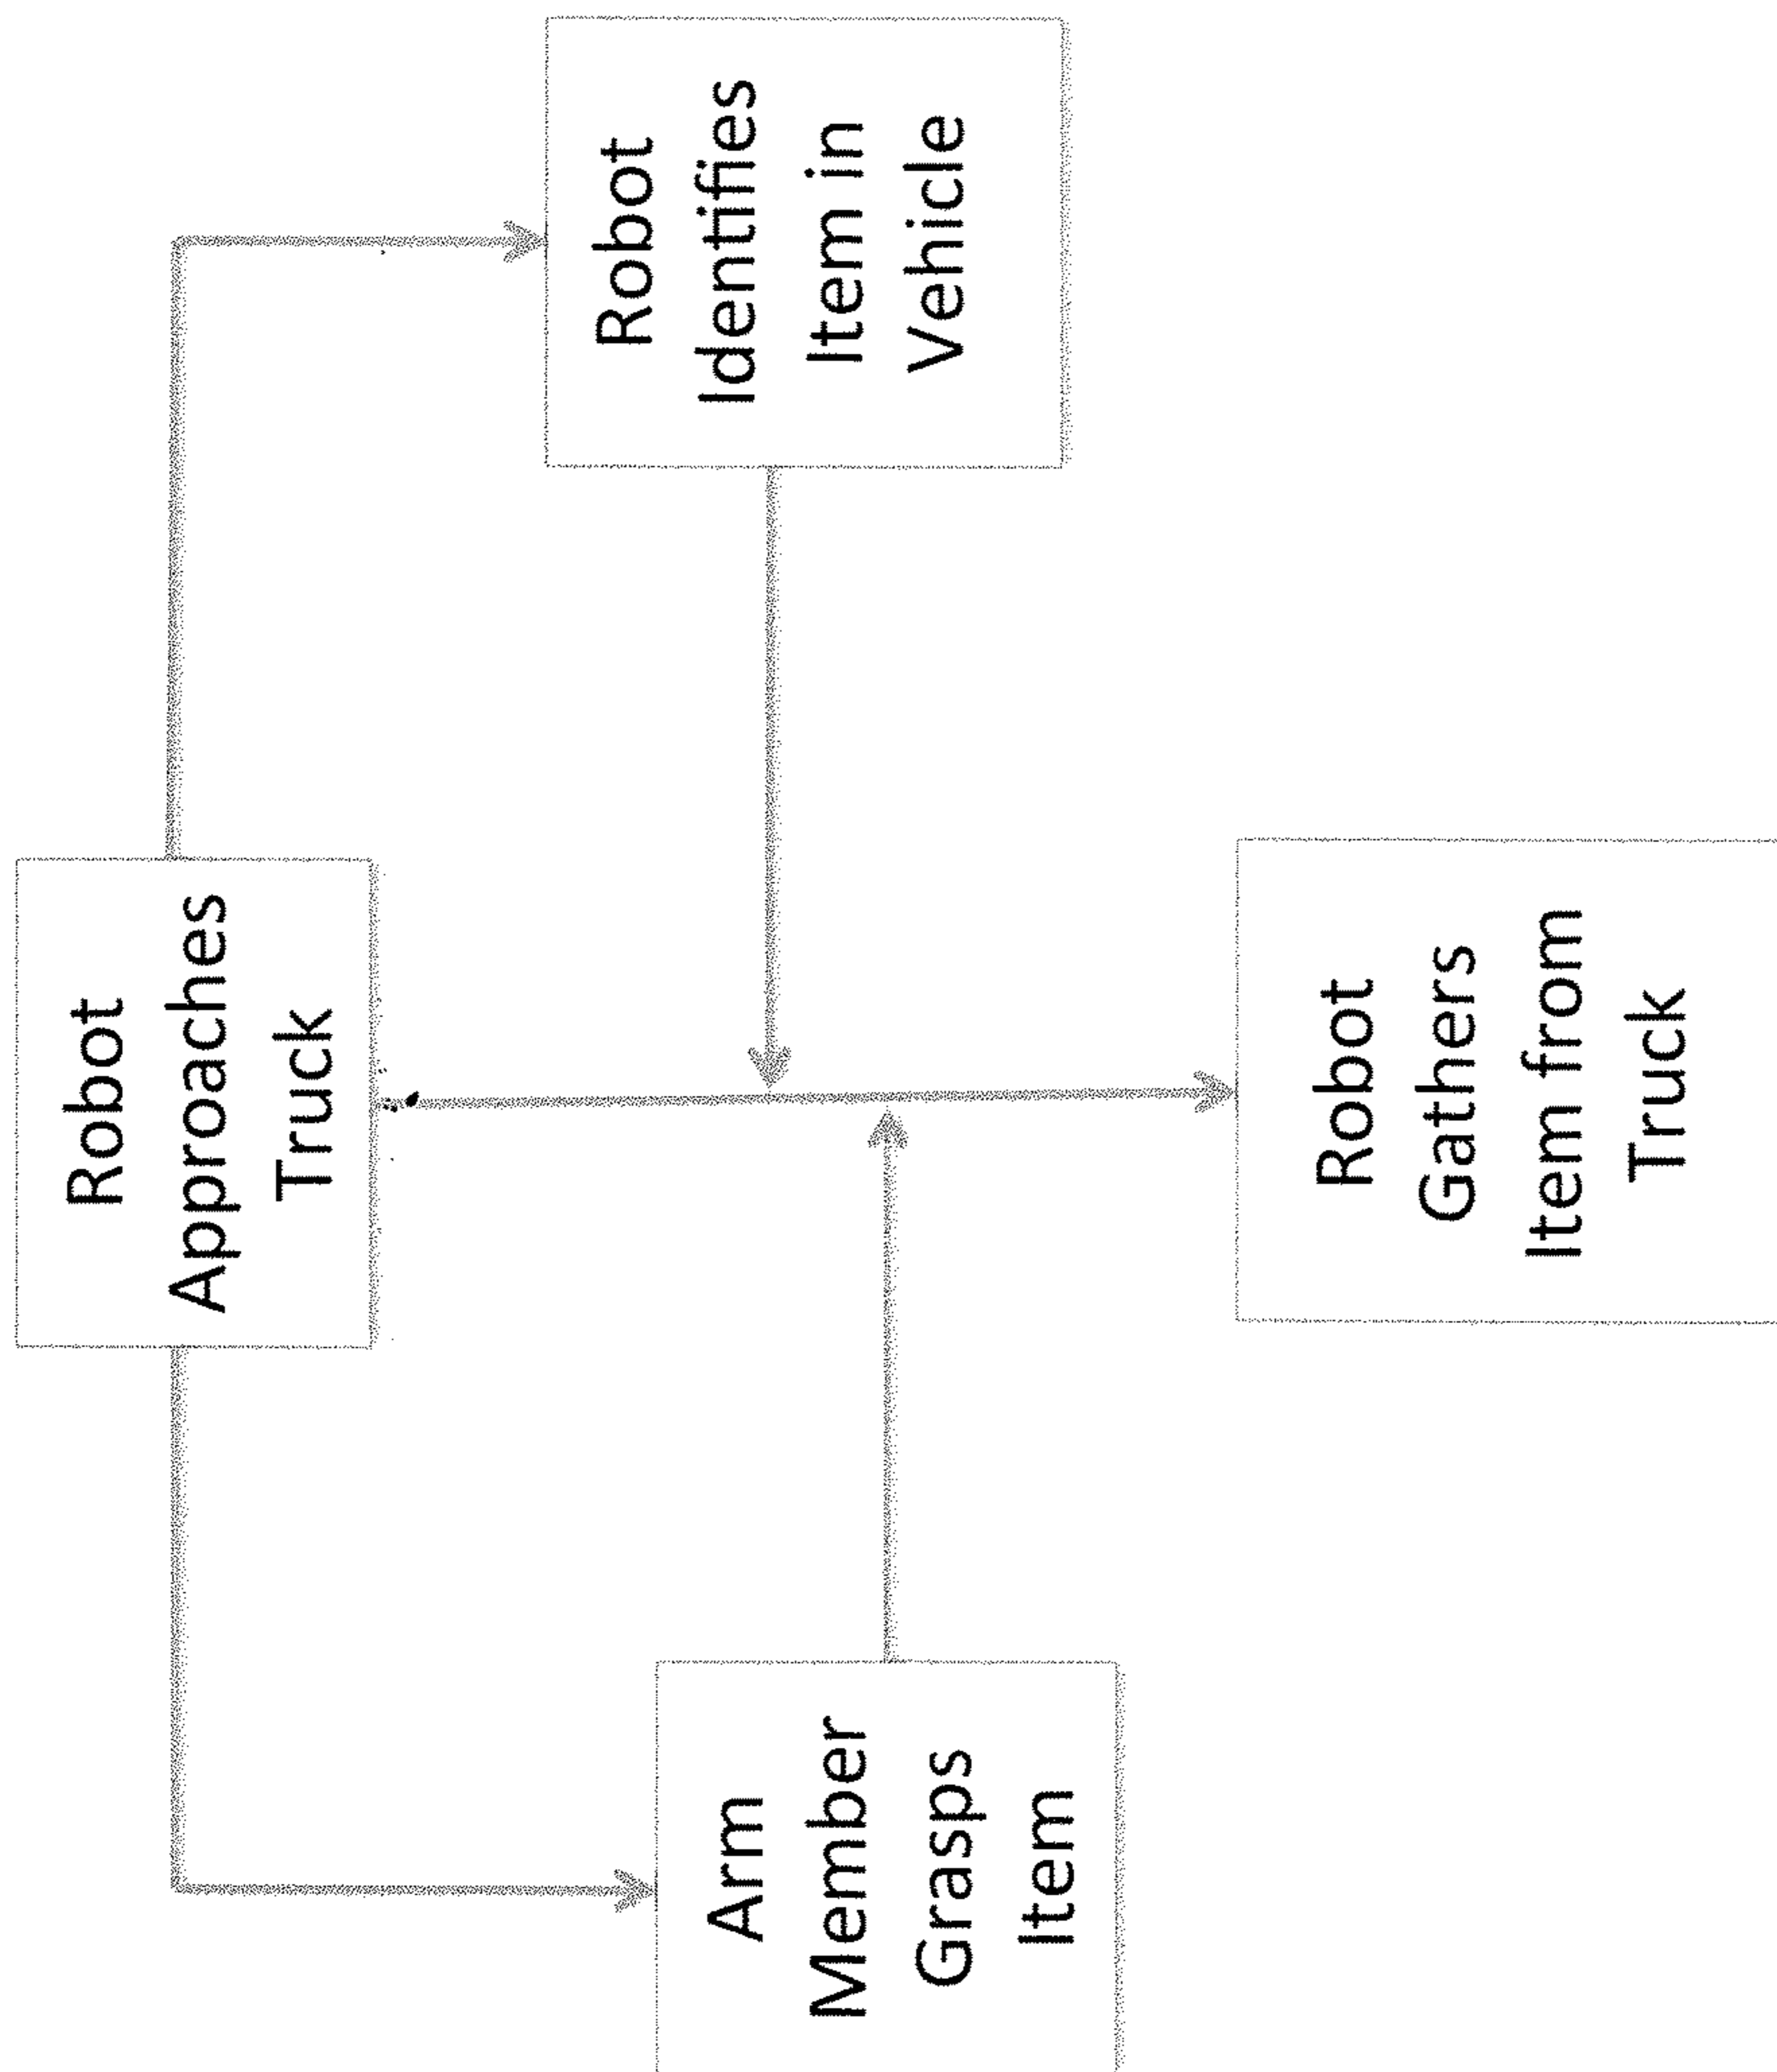 Robot
Approaches
Truck
Robot
Identifies
Item in
Vehicle
Arm
Member
Grasps
Item
Robot
Gathers
Item from
Truck